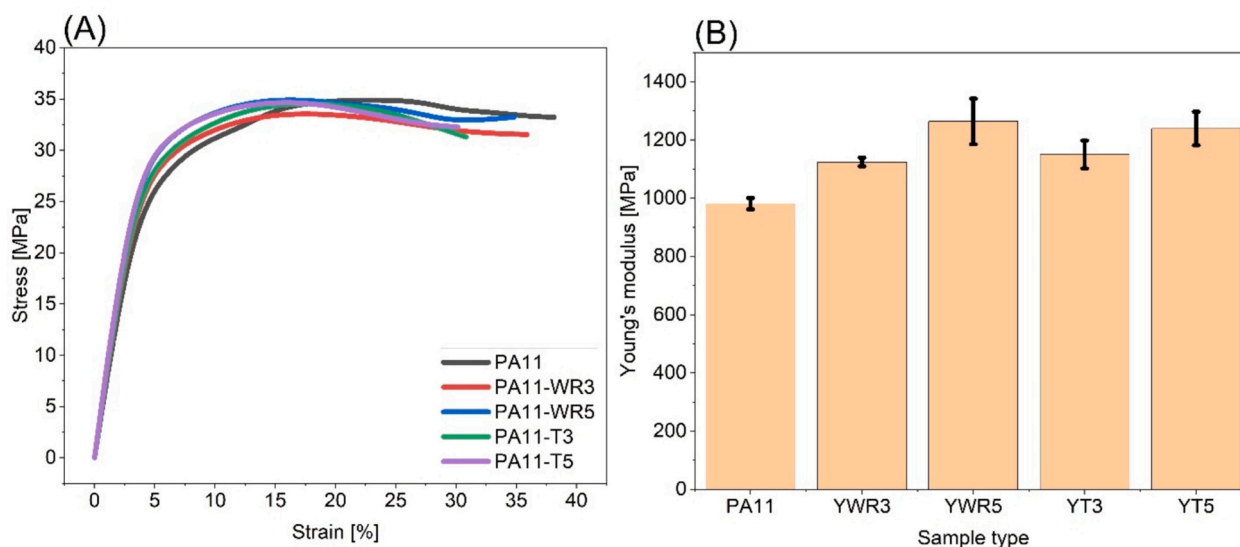 (A)
40
35
30
25
20
15
10
5
0
Stress [MPa]
0 5 10 15 20 25 30 35 40
Strain [%]
PA11
PA11-WR3
PA11-WR5
PA11-T3
PA11-T5
(B)
1400
1200
1000
800
600
400
200
0
Young's modulus [MPa]
PA11 YWR3 YWR5 YT3 YT5
Sample type